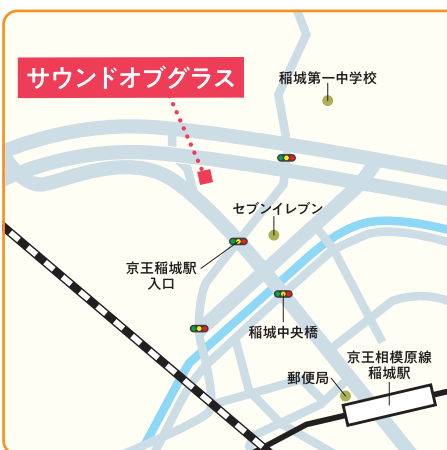 サウンドオブグラス
稲城第一中学校
セブンイレブン
京王稲城駅
入口
稲城中央橋
京王相模原線
稲城駅
郵便局